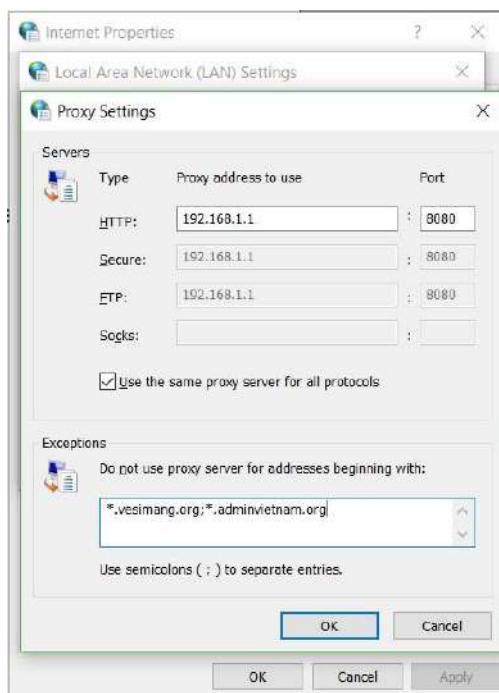 Internet Properties ?
Local Area Network (LAN) Settings
Proxy Settings
Servers
Type Proxy address to use Port
HTTP: 192.168.1.1 : 8080
Secure: 192.168.1.1 : 8080
FTP: 192.168.1.1 : 8080
Socks: :
Use the same proxy server for all protocols
Exceptions
Do not use proxy server for addresses beginning with:
*.vesimang.org;*.adminvietnam.org
Use semicolons ( ; ) to separate entries.
OK Cancel
OK Cancel Apply